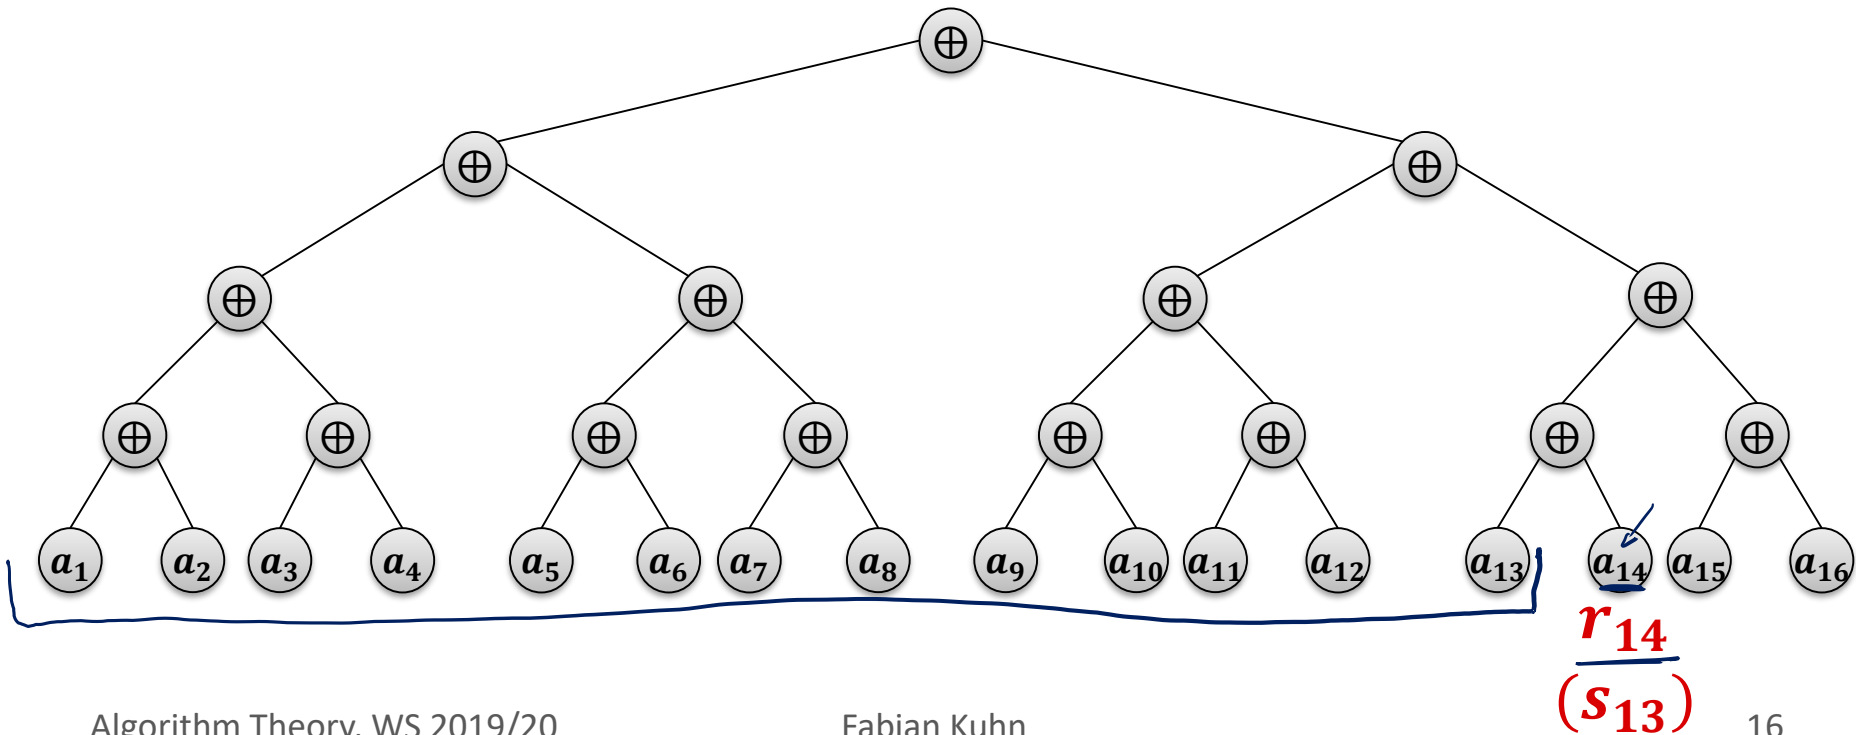 ⊕
⊕ ⊕
⊕ ⊕ ⊕ ⊕
⊕ ⊕ ⊕ ⊕ ⊕ ⊕ ⊕ ⊕
a₁ a₂ a₃ a₄ a₅ a₆ a₇ a₈ a₉ a₁₀ a₁₁ a₁₂ a₁₃ a₁₄ a₁₅ a₁₆
r₁₄
(s₁₃)
Algorithm Theory, WS 2019/20 Fabian Kuhn 16